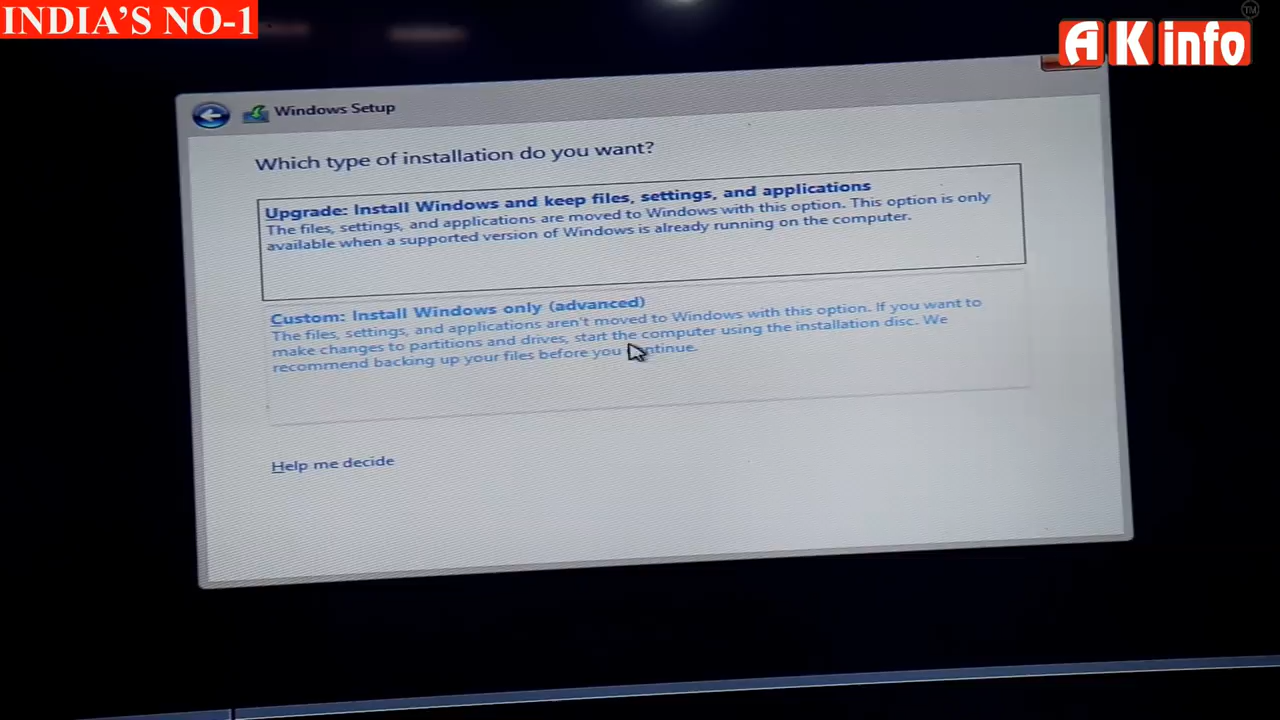 INDIA'S NO-1
TM
A K info
Windows Setup
Which type of installation do you want?
Upgrade: Install Windows and keep files, settings, and applications
The files, settings, and applications are moved to Windows with this option. This option is only
available when a supported version of Windows is already running on the computer.
Custom: Install Windows only (advanced)
The files, settings, and applications aren't moved to Windows with this option. If you want to
make changes to partitions and drives, start the computer using the installation disc. We
recommend backing up your files before you continue.
Help me decide